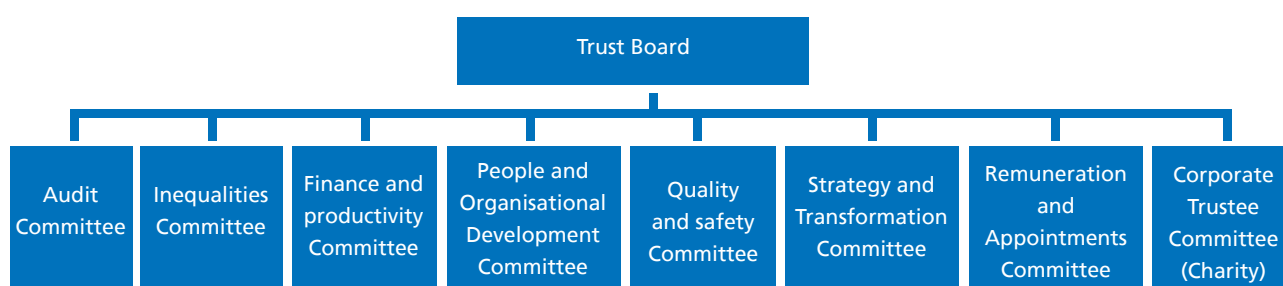 Trust Board
Audit
Committee
Inequalities
Committee
Finance and
productivity
Committee
People and
Organisational
Development
Committee
Quality
and safety
Committee
Strategy and
Transformation
Committee
Remuneration
and
Appointments
Committee
Corporate
Trustee
Committee
(Charity)